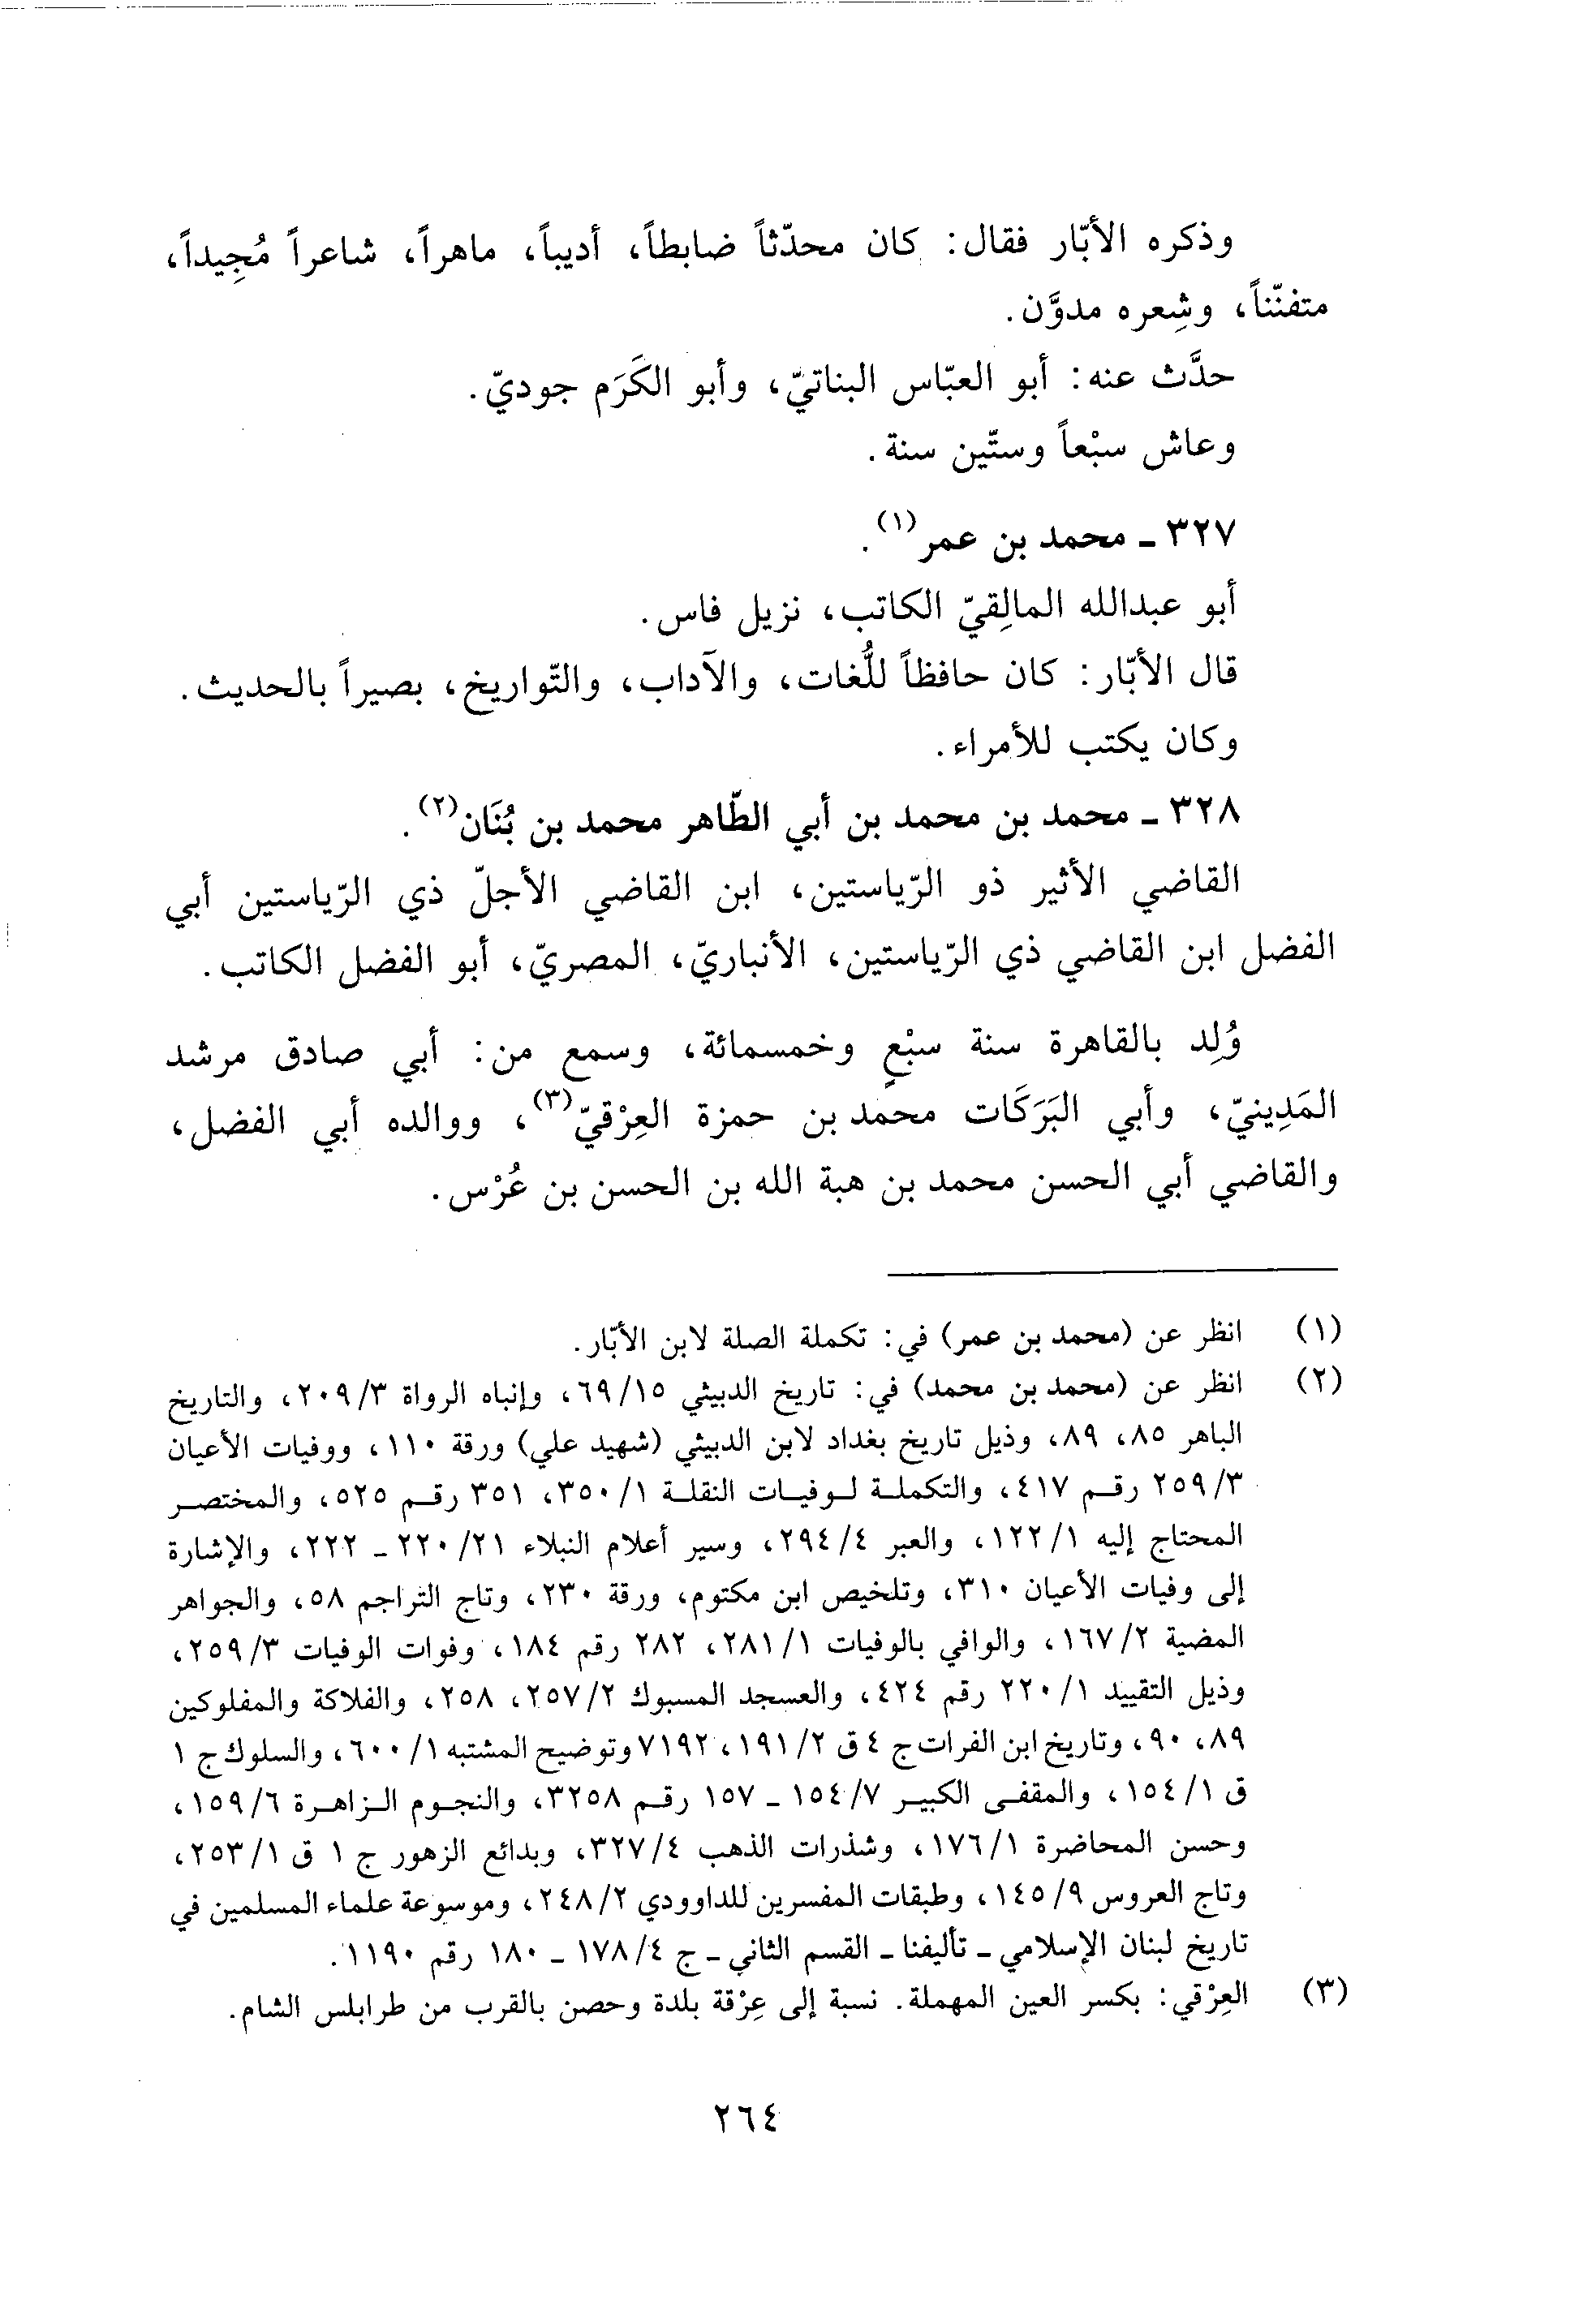 وذكره الأبّار فقال: كان محدّثاً ضابطاً، أديباً، ماهراً، شاعراً مُجِيداً،
متفنّناً، وشِعره مدوَّن.
حدَّث عنه: أبو العبّاس البناتيّ، وأبو الكَرَم جوديّ.
وعاش سبْعاً وستّين سنة.
٣٢٧ ـ محمد بن عمر(١).
أبو عبدالله المالِقيّ الكاتب، نزيل فاس.
قال الأبّار: كان حافظاً للُّغات، والآداب، والتّواريخ، بصيراً بالحديث.
وكان يكتب للأمراء.
٣٢٨ ـ محمد بن محمد بن أبي الطّاهر محمد بن بُنَان(٢).
القاضي الأثير ذو الرّياستين، ابن القاضي الأجلّ ذي الرّياستين أبي
الفضل ابن القاضي ذي الرّياستين، الأنباريّ، المصريّ، أبو الفضل الكاتب.
وُلِد بالقاهرة سنة سبْعٍ وخمسمائة، وسمع من: أبي صادق مرشد
المَدِينيّ، وأبي البَرَكَات محمد بن حمزة العِرْقيّ(٣)، ووالده أبي الفضل،
والقاضي أبي الحسن محمد بن هبة الله بن الحسن بن عُرْس.
(١) انظر عن (محمد بن عمر) في: تكملة الصلة لابن الأبّار.
(٢) انظر عن (محمد بن محمد) في: تاريخ الدبيثي ٦٩/١٥، وإنباه الرواة ٢٠٩/٣، والتاريخ
الباهر ٨٥، ٨٩، وذيل تاريخ بغداد لابن الدبيثي (شهيد علي) ورقة ١١٠، ووفيات الأعيان
٢٥٩/٣ رقم ٤١٧، والتكملة لوفيات النقلة ٣٥٠/١، ٣٥١ رقم ٥٢٥، والمختصر
المحتاج إليه ١٢٢/١، والعبر ٢٩٤/٤، وسير أعلام النبلاء ٢٢٠/٢١ ـ ٢٢٢، والإشارة
إلى وفيات الأعيان ٣١٠، وتلخيص ابن مكتوم، ورقة ٢٣٠، وتاج التراجم ٥٨، والجواهر
المضية ١٦٧/٢، والوافي بالوفيات ٢٨١/١، ٢٨٢ رقم ١٨٤، وفوات الوفيات ٢٥٩/٣،
وذيل التقييد ٢٢٠/١ رقم ٤٢٤، والعسجد المسبوك ٢٥٧/٢، ٢٥٨، والفلاكة والمفلوكين
٨٩، ٩٠، وتاريخ ابن الفرات ج ٤ ق ١٩١/٢، ٧١٩٢ وتوضيح المشتبه ٦٠٠/١، والسلوك ج ١
ق ١٥٤/١، والمقفى الكبير ١٥٤/٧ ـ ١٥٧ رقم ٣٢٥٨، والنجوم الزاهرة ١٥٩/٦،
وحسن المحاضرة ١٧٦/١، وشذرات الذهب ٣٢٧/٤، وبدائع الزهور ج ١ ق ٢٥٣/١،
وتاج العروس ١٤٥/٩، وطبقات المفسرين للداوودي ٢٤٨/٢، وموسوعة علماء المسلمين في
تاريخ لبنان الإسلامي ـ تأليفنا ـ القسم الثاني ـ ج ١٧٨/٤ ـ ١٨٠ رقم ١١٩٠.
(٣) العِرْقي: بكسر العين المهملة. نسبة إلى عِرْقة بلدة وحصن بالقرب من طرابلس الشام.
٢٦٤